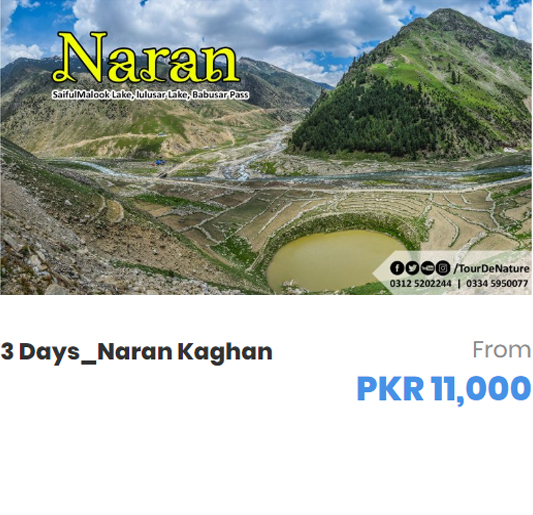 Naran
SaifulMalook Lake, lulusar Lake, Babusar Pass
/TourDeNature
0312 5202244 | 0334 5950077
3 Days_Naran Kaghan
From
PKR 11,000